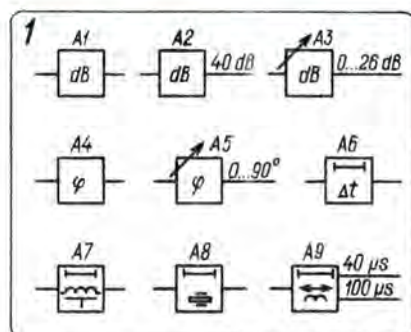 1
A1 A2 A3
dB dB 40 dB dB 0...26 dB
A4 A5 A6
φ φ 0...90° Δt
A7 A8 A9
40 μs
100 μs